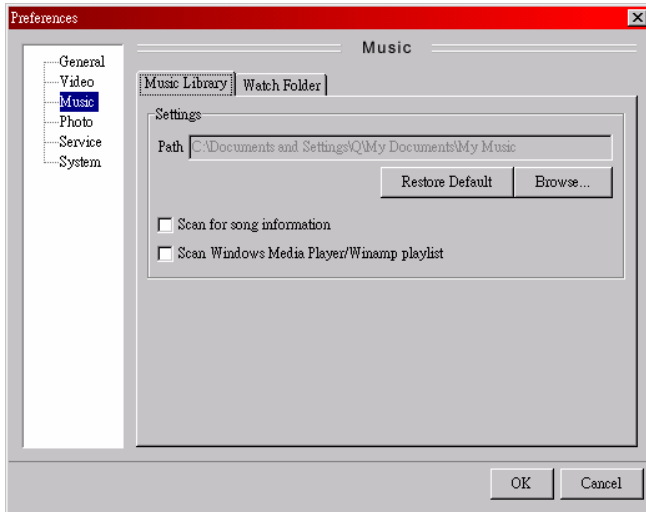 Preferences
General
Video
Music
Photo
Service
System
Music
Music Library
Watch Folder
Settings
Path C:\Documents and Settings\Q\My Documents\My Music
Restore Default
Browse...
Scan for song information
Scan Windows Media Player/Winamp playlist
OK
Cancel